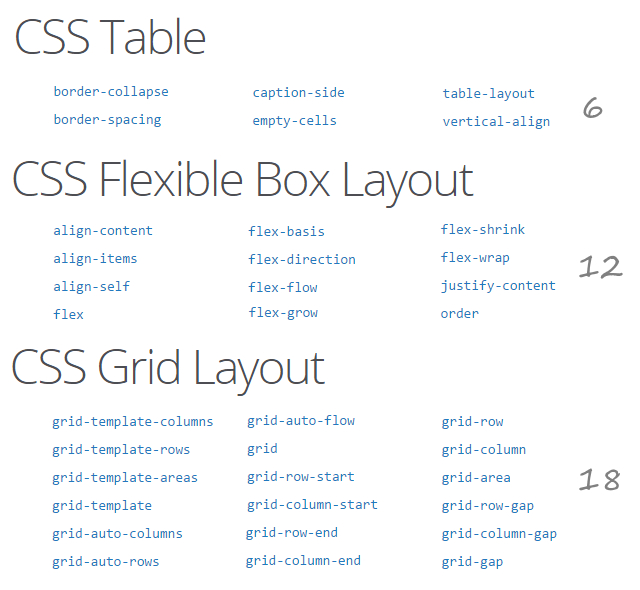 CSS Table
border-collapse caption-side table-layout
border-spacing empty-cells vertical-align
6
CSS Flexible Box Layout
align-content flex-basis flex-shrink
align-items flex-direction flex-wrap
12
align-self flex-flow justify-content
flex flex-grow order
CSS Grid Layout
grid-template-columns grid-auto-flow grid-row
grid-template-rows grid grid-column
grid-template-areas grid-row-start grid-area
18
grid-template grid-column-start grid-row-gap
grid-auto-columns grid-row-end grid-column-gap
grid-auto-rows grid-column-end grid-gap